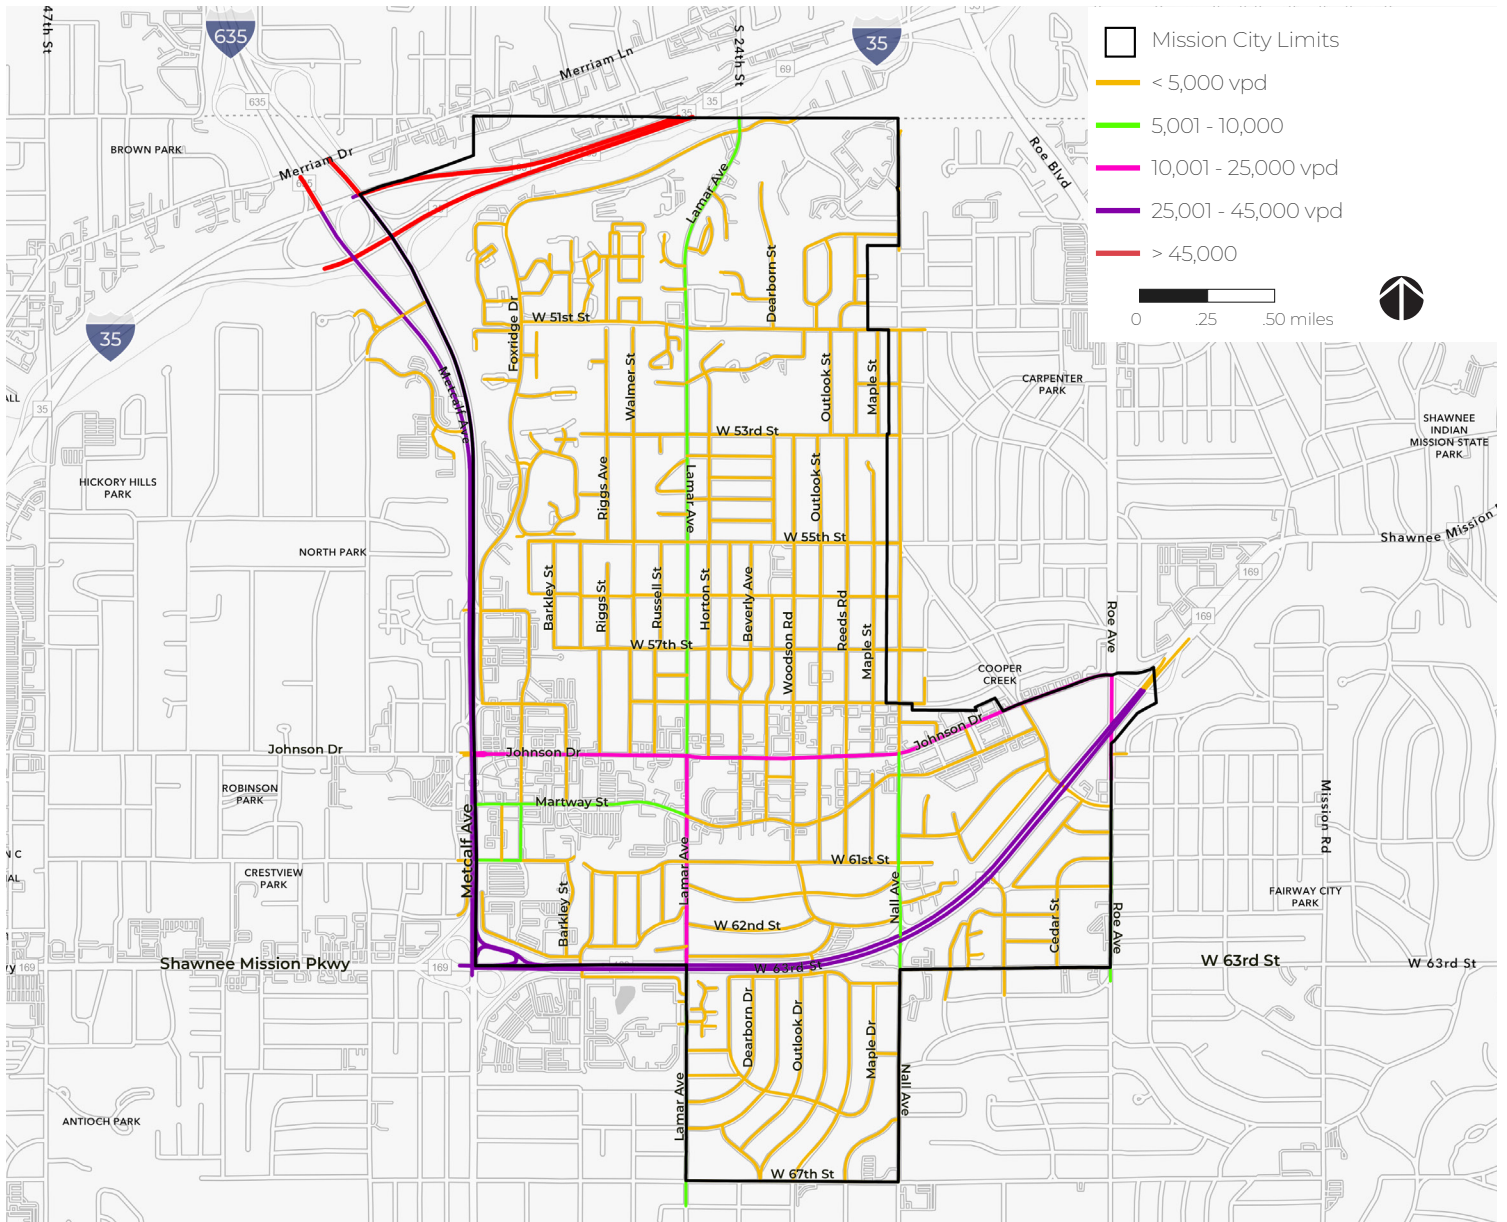 47th St
635
Merriam Ln
S 24th St
35
69
635
35
35
BROWN PARK
Merriam Dr
Lamar Ave
Roe Blvd
Mission City Limits
< 5,000 vpd
5,001 - 10,000
10,001 - 25,000 vpd
25,001 - 45,000 vpd
> 45,000
0
.25
.50 miles
Dearborn St
W 51st St
Foxridge Dr
35
Metcalf Ave
Walmer St
Outlook St
Maple St
CARPENTER
PARK
35
W 53rd St
SHAWNEE
INDIAN
MISSION STATE
PARK
HICKORY HILLS
PARK
Riggs Ave
Lamar Ave
Outlook St
NORTH PARK
W 55th St
Shawnee Mission
169
Barkley St
Riggs St
Russell St
Horton St
Beverly Ave
Woodson Rd
Reeds Rd
Maple St
Roe Ave
169
W 57th St
COOPER
CREEK
Johnson Dr
Johnson Dr
Johnson Dr
ROBINSON
PARK
Martway St
Metcalf Ave
Mission Rd
W 61st St
Lamar Ave
CRESTVIEW
PARK
Barkley St
Nall Ave
Cedar St
Roe Ave
FAIRWAY CITY
PARK
W 62nd St
169
Shawnee Mission Pkwy
169
169
W 63rd St
W 63rd St
W 63rd St
Dearborn Dr
Outlook Dr
Maple Dr
Lamar Ave
Nall Ave
ANTIOCH PARK
W 67th St